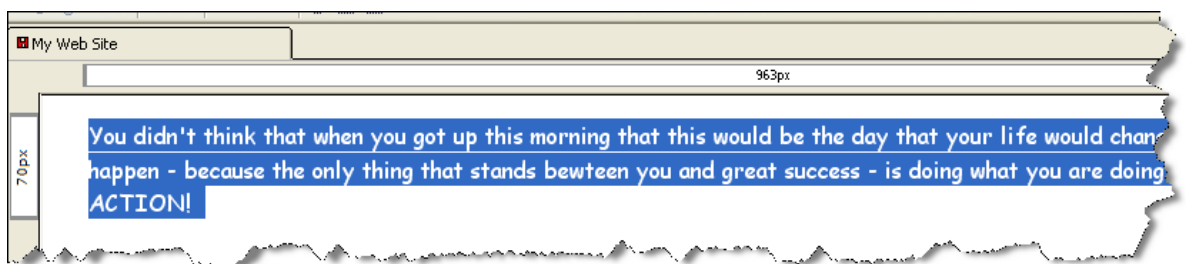 My Web Site
963px
70px
You didn't think that when you got up this morning that this would be the day that your life would
happen - because the only thing that stands bewteen you and great success - is doing what you are doing
ACTION!